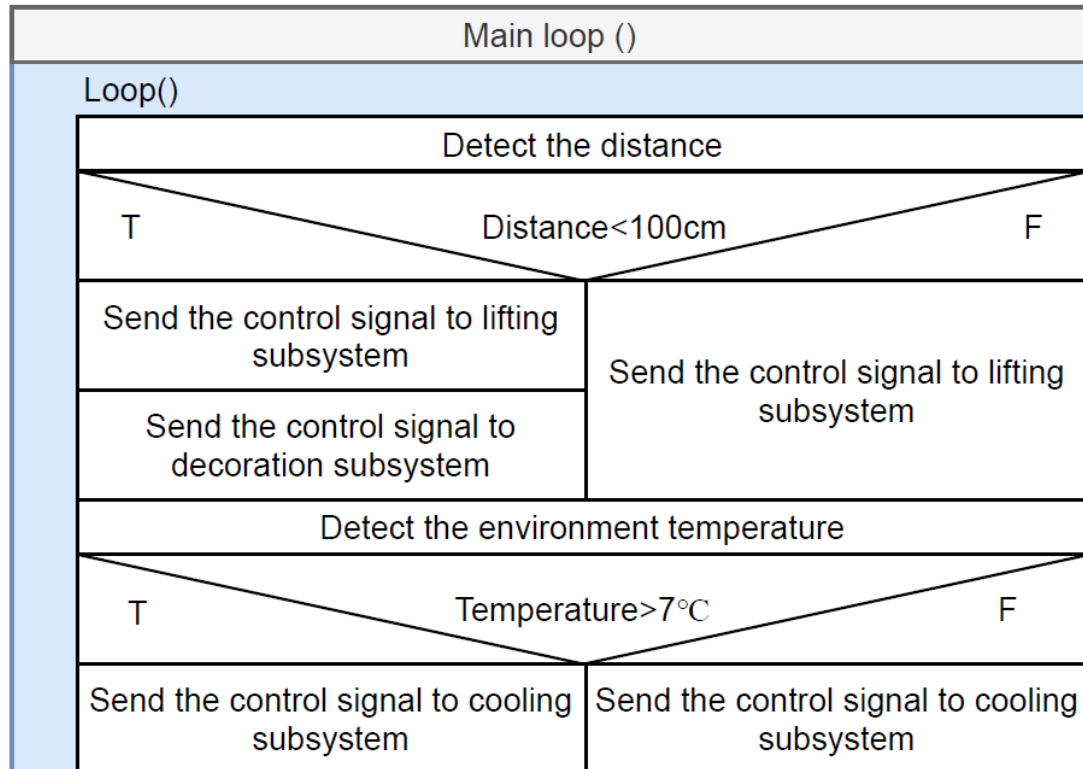 Main loop ()
Loop()
Detect the distance
T
Distance<100cm
F
Send the control signal to lifting
subsystem
Send the control signal to
decoration subsystem
Send the control signal to lifting
subsystem
Detect the environment temperature
T
Temperature>7℃
F
Send the control signal to cooling
subsystem
Send the control signal to cooling
subsystem